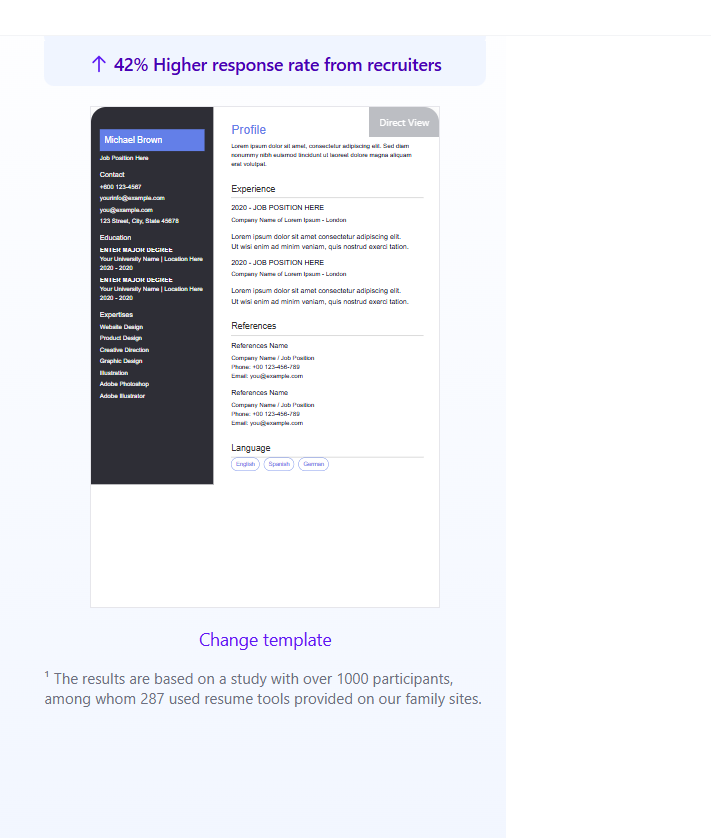 ↑ 42% Higher response rate from recruiters
Direct View
Michael Brown
Job Position Here
Contact
+600 123-4567
yourinfo@example.com
you@example.com
123 Street, City, State 45678
Education
ENTER MAJOR DEGREE
Your University Name | Location Here
2020 - 2020
ENTER MAJOR DEGREE
Your University Name | Location Here
2020 - 2020
Expertises
Website Design
Product Design
Creative Direction
Graphic Design
Illustration
Adobe Photoshop
Adobe Illustrator
Profile
Lorem ipsum dolor sit amet, consectetur adipiscing elit. Sed diam
nonummy nibh euismod tincidunt ut laoreet dolore magna aliquam
erat volutpat.
Experience
2020 - JOB POSITION HERE
Company Name of Lorem Ipsum - London
Lorem ipsum dolor sit amet consectetur adipiscing elit.
Ut wisi enim ad minim veniam, quis nostrud exerci tation.
2020 - JOB POSITION HERE
Company Name of Lorem Ipsum - London
Lorem ipsum dolor sit amet consectetur adipiscing elit.
Ut wisi enim ad minim veniam, quis nostrud exerci tation.
References
References Name
Company Name / Job Position
Phone: +00 123-456-789
Email: you@example.com
References Name
Company Name / Job Position
Phone: +00 123-456-789
Email: you@example.com
Language
English Spanish German
Change template
¹ The results are based on a study with over 1000 participants,
among whom 287 used resume tools provided on our family sites.